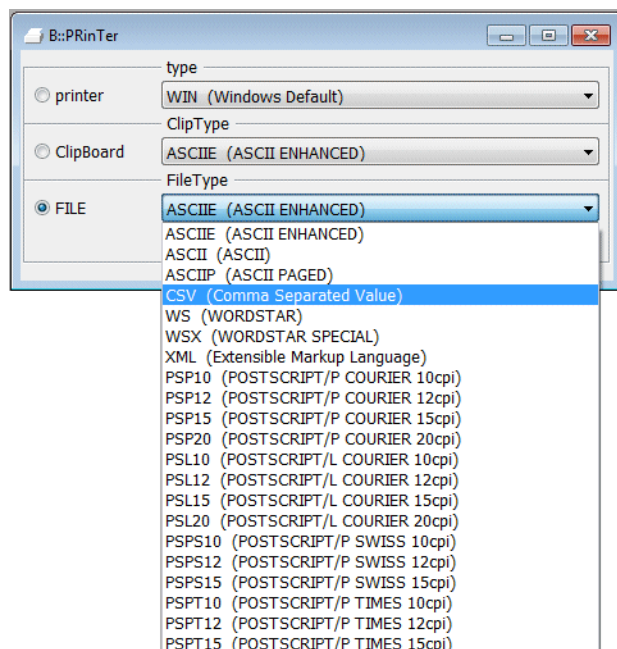 B::PRinTer
type
printer
WIN (Windows Default)
ClipType
ClipBoard
ASCIIE (ASCII ENHANCED)
FileType
FILE
ASCIIE (ASCII ENHANCED)
ASCIIE (ASCII ENHANCED)
ASCII (ASCII)
ASCIIP (ASCII PAGED)
CSV (Comma Separated Value)
WS (WORDSTAR)
WSX (WORDSTAR SPECIAL)
XML (Extensible Markup Language)
PSP10 (POSTSCRIPT/P COURIER 10cpi)
PSP12 (POSTSCRIPT/P COURIER 12cpi)
PSP15 (POSTSCRIPT/P COURIER 15cpi)
PSP20 (POSTSCRIPT/P COURIER 20cpi)
PSL10 (POSTSCRIPT/L COURIER 10cpi)
PSL12 (POSTSCRIPT/L COURIER 12cpi)
PSL15 (POSTSCRIPT/L COURIER 15cpi)
PSL20 (POSTSCRIPT/L COURIER 20cpi)
PSPS10 (POSTSCRIPT/P SWISS 10cpi)
PSPS12 (POSTSCRIPT/P SWISS 12cpi)
PSPS15 (POSTSCRIPT/P SWISS 15cpi)
PSPT10 (POSTSCRIPT/P TIMES 10cpi)
PSPT12 (POSTSCRIPT/P TIMES 12cpi)
PSPT15 (POSTSCRIPT/P TIMES 15cpi)